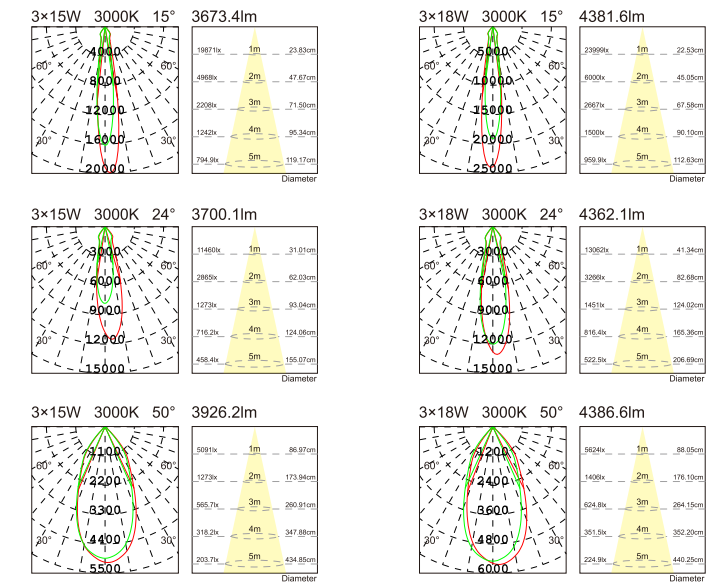 3×15W 3000K 15° 3673.4lm
4000
8000
12000
16000
20000
60° 60°
30° 30°
19871lx 1m 23.83cm
4968lx 2m 47.67cm
2208lx 3m 71.50cm
1242lx 4m 95.34cm
794.9lx 5m 119.17cm
Diameter
3×18W 3000K 15° 4381.6lm
5000
10000
15000
20000
25000
60° 60°
30° 30°
23999lx 1m 22.53cm
6000lx 2m 45.05cm
2667lx 3m 67.58cm
1500lx 4m 90.10cm
959.9lx 5m 112.63cm
Diameter
3×15W 3000K 24° 3700.1lm
3000
6000
9000
12000
15000
60° 60°
30° 30°
11460lx 1m 31.01cm
2865lx 2m 62.03cm
1273lx 3m 93.04cm
716.2lx 4m 124.06cm
458.4lx 5m 155.07cm
Diameter
3×18W 3000K 24° 4362.1lm
3000
6000
9000
12000
15000
60° 60°
30° 30°
13062lx 1m 41.34cm
3266lx 2m 82.68cm
1451lx 3m 124.02cm
816.4lx 4m 165.36cm
522.5lx 5m 206.69cm
Diameter
3×15W 3000K 50° 3926.2lm
1100
2200
3300
4400
5500
60° 60°
30° 30°
5091lx 1m 86.97cm
1273lx 2m 173.94cm
565.7lx 3m 260.91cm
318.2lx 4m 347.88cm
203.7lx 5m 434.85cm
Diameter
3×18W 3000K 50° 4386.6lm
1200
2400
3600
4800
6000
60° 60°
30° 30°
5624lx 1m 88.05cm
1406lx 2m 176.10cm
624.8lx 3m 264.15cm
351.5lx 4m 352.20cm
224.9lx 5m 440.25cm
Diameter